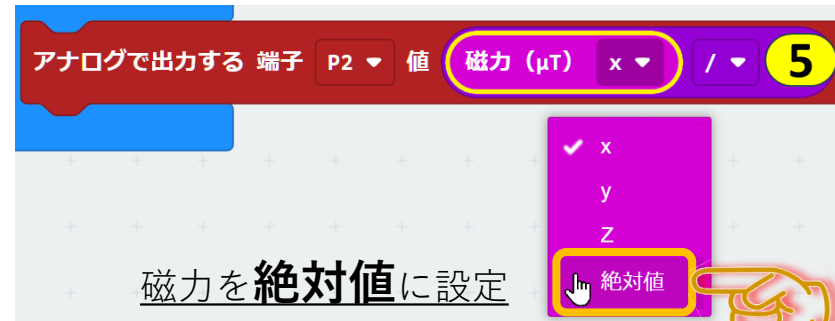 アナログで出力する 端子 P2 値 磁力（μT） x / 5
x
y
z
絶対値
磁力を絶対値に設定